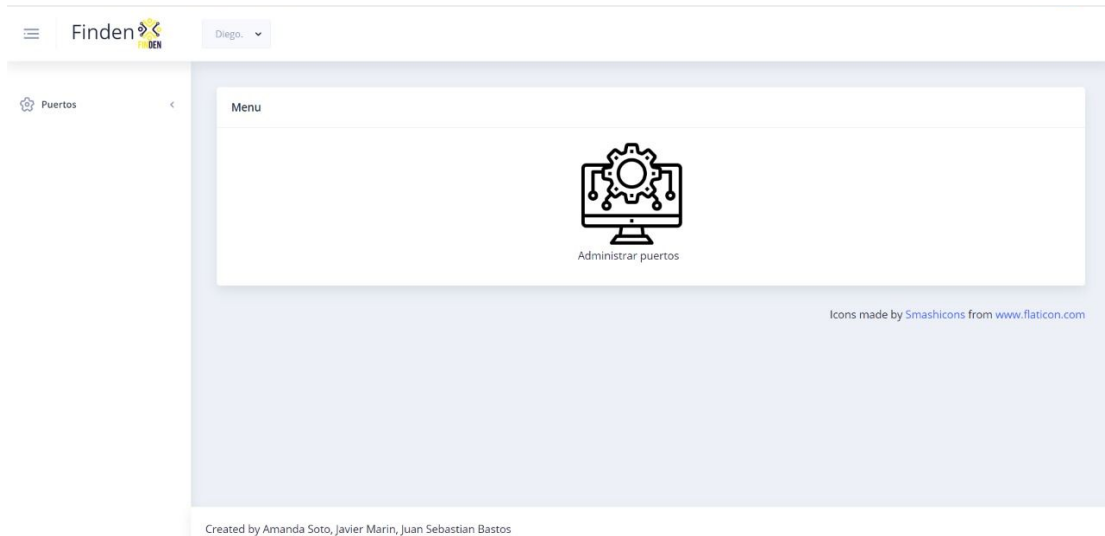 Finden
FINDEN
Diego.
Puertos
Menu
Administrar puertos
Icons made by Smashicons from www.flaticon.com
Created by Amanda Soto, Javier Marin, Juan Sebastian Bastos